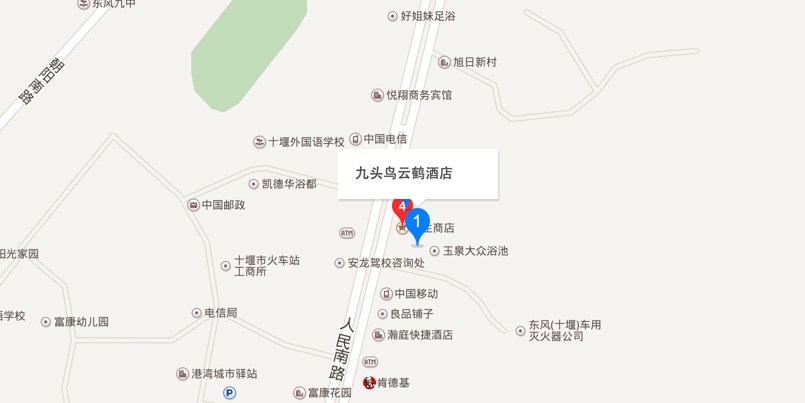 东风九中
好姐妹足浴
旭日新村
朝阳南路
悦翔商务宾馆
中国电信
十堰外国语学校
九头鸟云鹤酒店
凯德华浴都
中国邮政
4
1
商店
ATM
玉泉大众浴池
阳光家园
十堰市火车站
工商所
安龙驾校咨询处
中国移动
电信局
良品铺子
语学校
富康幼儿园
东风(十堰)车用
灭火器公司
人民南路
瀚庭快捷酒店
ATM
港湾城市驿站
肯德基
P
富康花园